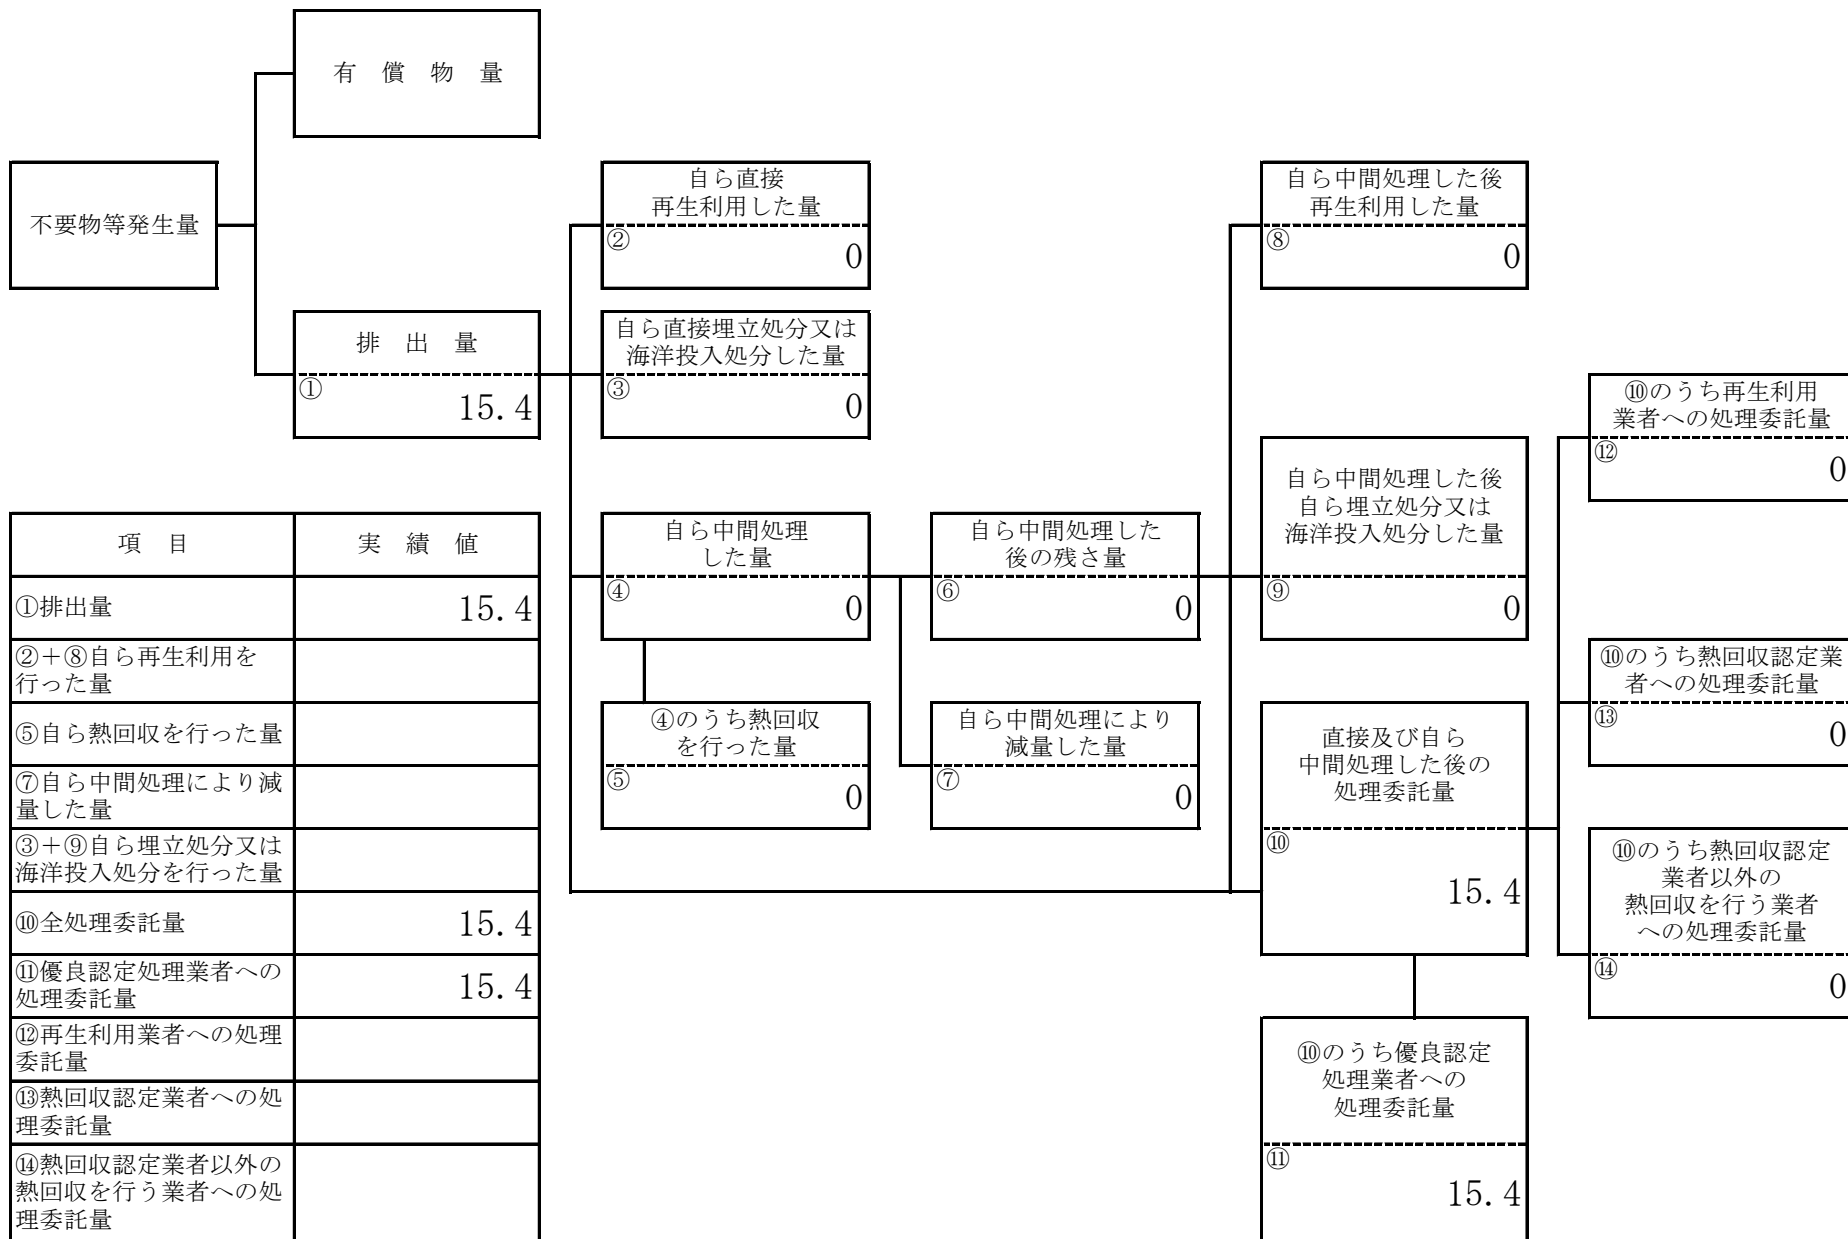 有　償　物　量
不要物等発生量
排　出　量
①
15.4
自ら直接
再生利用した量
②
0
自ら直接埋立処分又は
海洋投入処分した量
③
0
自ら中間処理
した量
④
0
④のうち熱回収
を行った量
⑤
0
自ら中間処理した
後の残さ量
⑥
0
自ら中間処理により
減量した量
⑦
0
自ら中間処理した後
再生利用した量
⑧
0
自ら中間処理した後
自ら埋立処分又は
海洋投入処分した量
⑨
0
直接及び自ら
中間処理した後の
処理委託量
⑩
15.4
⑩のうち優良認定
処理業者への
処理委託量
⑪
15.4
⑩のうち再生利用
業者への処理委託量
⑫
0
⑩のうち熱回収認定業
者への処理委託量
⑬
0
⑩のうち熱回収認定
業者以外の
熱回収を行う業者
への処理委託量
⑭
0
項　目　実　績　値
①排出量　15.4
②＋⑧自ら再生利用を
行った量
⑤自ら熱回収を行った量
⑦自ら中間処理により減
量した量
③＋⑨自ら埋立処分又は
海洋投入処分を行った量
⑩全処理委託量　15.4
⑪優良認定処理業者への
処理委託量　15.4
⑫再生利用業者への処理
委託量
⑬熱回収認定業者への処
理委託量
⑭熱回収認定業者以外の
熱回収を行う業者への処
理委託量